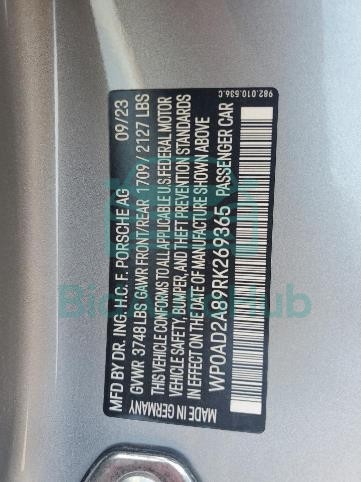 982.010.536.C
MFD BY DR. ING. H.C. F. PORSCHE AG 09/23
GVWR 3748 LBS GAWR FRONT/REAR 1709 / 2127 LBS
THIS VEHICLE CONFORMS TO ALL APPLICABLE U.S. FEDERAL MOTOR
VEHICLE SAFETY, BUMPER, AND THEFT PREVENTION STANDARDS
IN EFFECT ON THE DATE OF MANUFACTURE SHOWN ABOVE
WP0AD2A89RK269365 PASSENGER CAR
MADE IN GERMANY